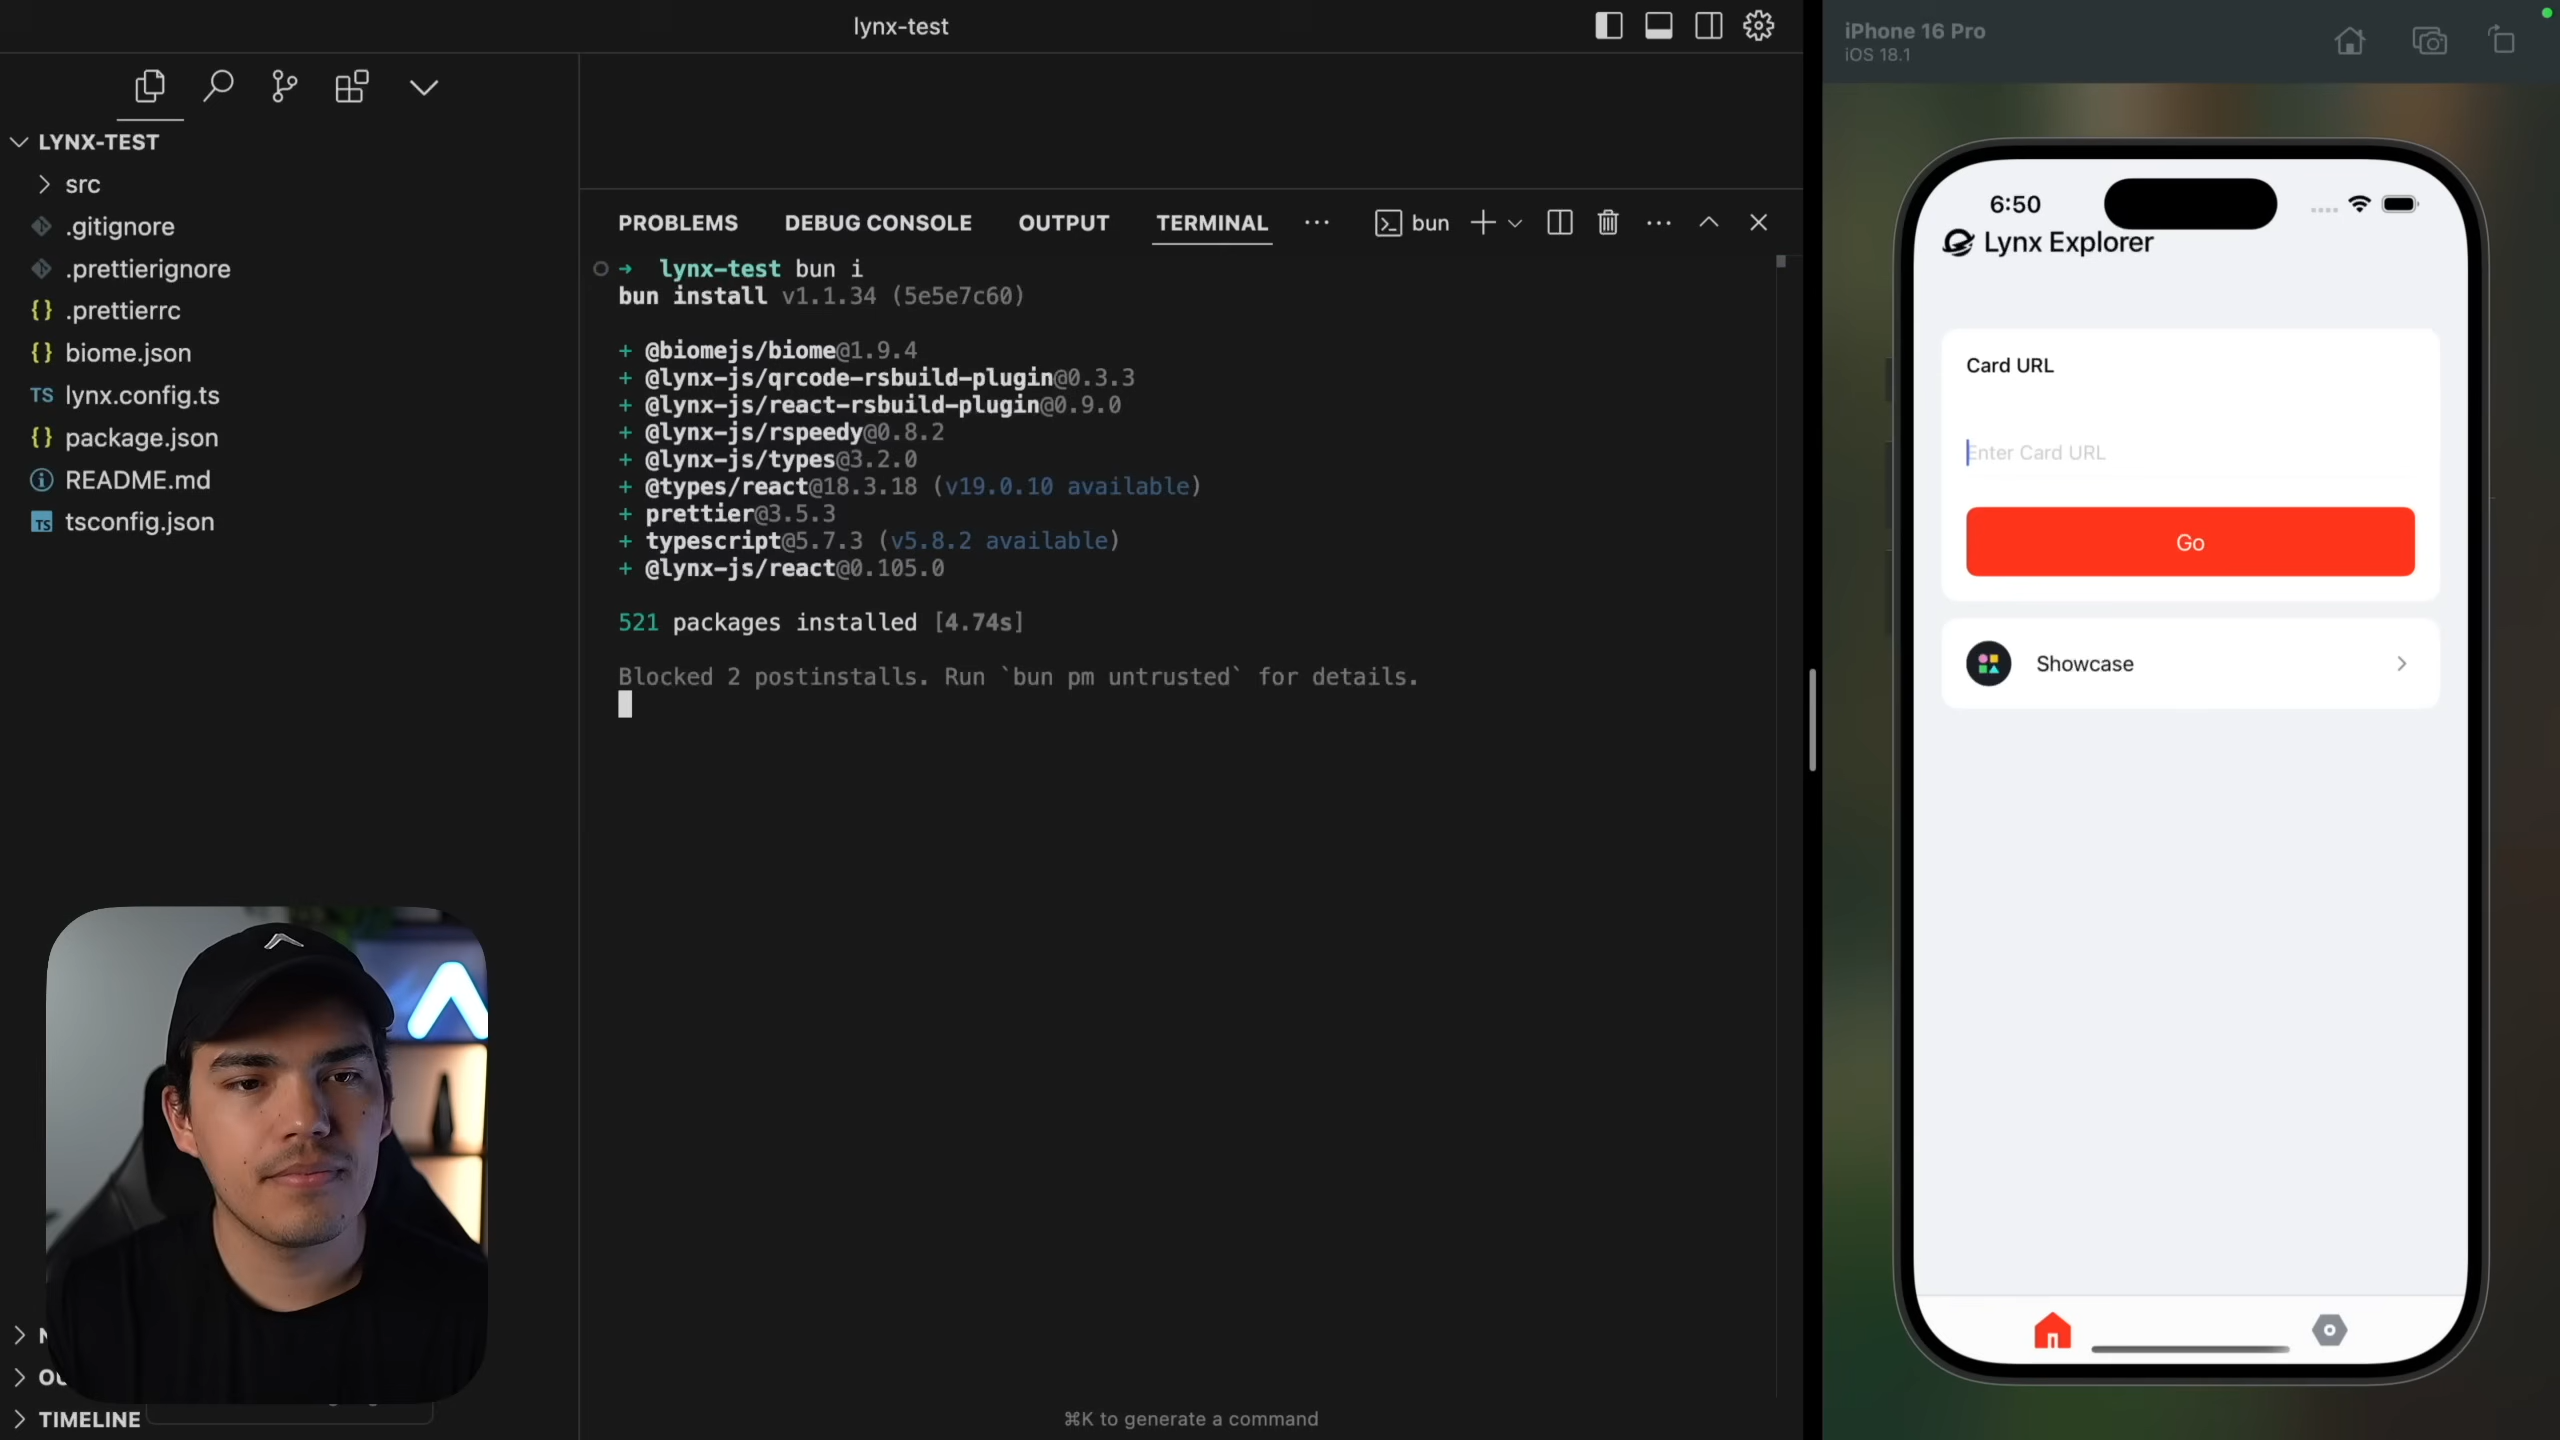 lynx-test
LYNX-TEST
src
.gitignore
.prettierignore
.prettierrc
biome.json
TS lynx.config.ts
package.json
README.md
TS tsconfig.json
N
OU
TIMELINE
PROBLEMS DEBUG CONSOLE OUTPUT TERMINAL bun
➜ lynx-test bun i
bun install v1.1.34 (5e5e7c60)
+ @biomejs/biome@1.9.4
+ @lynx-js/qrcode-rsbuild-plugin@0.3.3
+ @lynx-js/react-rsbuild-plugin@0.9.0
+ @lynx-js/rspeedy@0.8.2
+ @lynx-js/types@3.2.0
+ @types/react@18.3.18 (v19.0.10 available)
+ prettier@3.5.3
+ typescript@5.7.3 (v5.8.2 available)
+ @lynx-js/react@0.105.0
521 packages installed [4.74s]
Blocked 2 postinstalls. Run `bun pm untrusted` for details.
⌘K to generate a command
iPhone 16 Pro
iOS 18.1
6:50
Lynx Explorer
Card URL
Enter Card URL
Go
Showcase